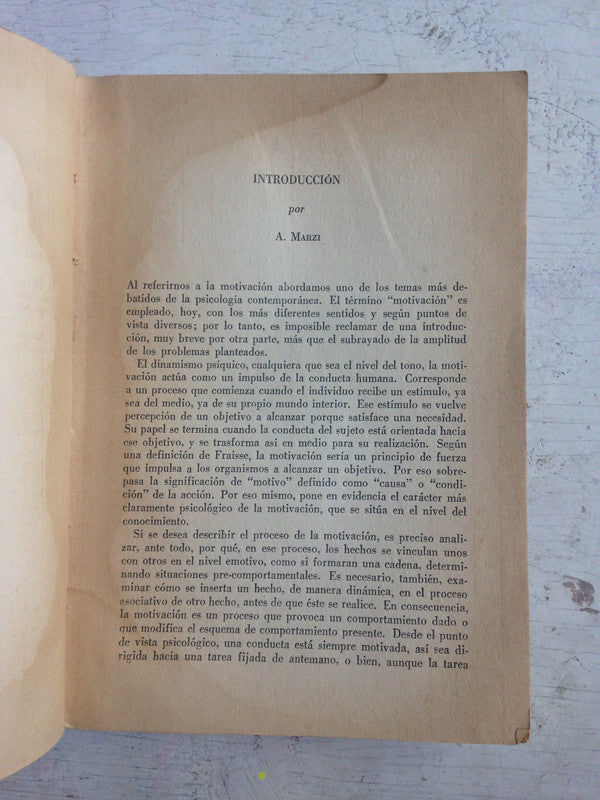 INTRODUCCIÓN
por
A. Marzi
Al referirnos a la motivación abordamos uno de los temas más de-
batidos de la psicología contemporánea. El término “motivación” es
empleado, hoy, con los más diferentes sentidos y según puntos de
vista diversos; por lo tanto, es imposible reclamar de una introduc-
ción, muy breve por otra parte, más que el subrayado de la amplitud
de los problemas planteados.
El dinamismo psíquico, cualquiera que sea el nivel del tono, la moti-
vación actúa como un impulso de la conducta humana. Corresponde
a un proceso que comienza cuando el individuo recibe un estímulo, ya
sea del medio, ya de su propio mundo interior. Ese estímulo se vuelve
percepción de un objetivo a alcanzar porque satisface una necesidad.
Su papel se termina cuando la conducta del sujeto está orientada hacia
ese objetivo, y se trasforma así en medio para su realización. Según
una definición de Fraisse, la motivación sería un principio de fuerza
que impulsa a los organismos a alcanzar un objetivo. Por eso sobre-
pasa la significación de “motivo” definido como “causa” o “condi-
ción” de la acción. Por eso mismo, pone en evidencia el carácter más
claramente psicológico de la motivación, que se sitúa en el nivel del
conocimiento.
Si se desea describir el proceso de la motivación, es preciso anali-
zar, ante todo, por qué, en ese proceso, los hechos se vinculan unos
con otros en el nivel emotivo, como si formaran una cadena, determi-
nando situaciones pre-comportamentales. Es necesario, también, exa-
minar cómo se inserta un hecho, de manera dinámica, en el proceso
esociativo de otro hecho, antes de que éste se realice. En consecuencia,
la motivación es un proceso que provoca un comportamiento dado o
que modifica el esquema de comportamiento presente. Desde el punto
de vista psicológico, una conducta está siempre motivada, así sea di-
rigida hacia una tarea fijada de antemano, o bien, aunque la tarea